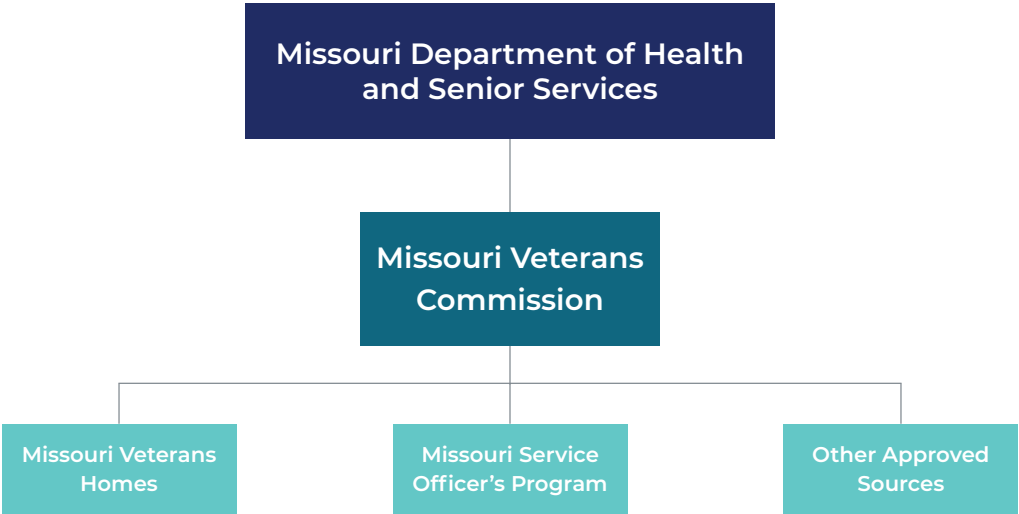 Missouri Department of Health
and Senior Services
Missouri Veterans
Commission
Missouri Veterans
Homes
Missouri Service
Officer’s Program
Other Approved
Sources